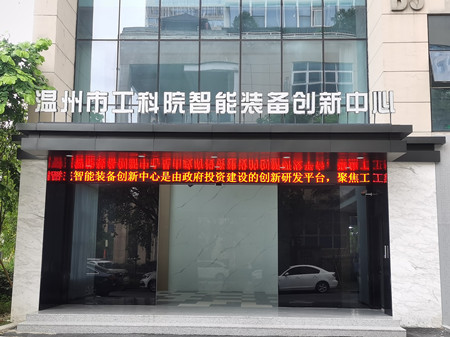 温州市工科院智能装备创新中心
智能装备创新中心是由政府投资建设的创新研发平台，聚焦工